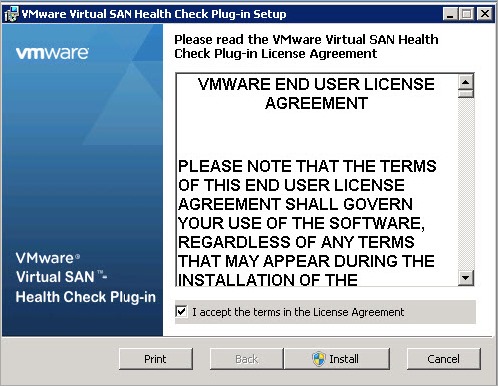 VMware Virtual SAN Health Check Plug-in Setup
vmware
Please read the VMware Virtual SAN Health
Check Plug-in License Agreement
VMWARE END USER LICENSE
AGREEMENT
PLEASE NOTE THAT THE TERMS
OF THIS END USER LICENSE
AGREEMENT SHALL GOVERN
YOUR USE OF THE SOFTWARE,
REGARDLESS OF ANY TERMS
THAT MAY APPEAR DURING THE
INSTALLATION OF THE
VMware®
Virtual SAN ™-
Health Check Plug-in
I accept the terms in the License Agreement
Print
Back
Install
Cancel